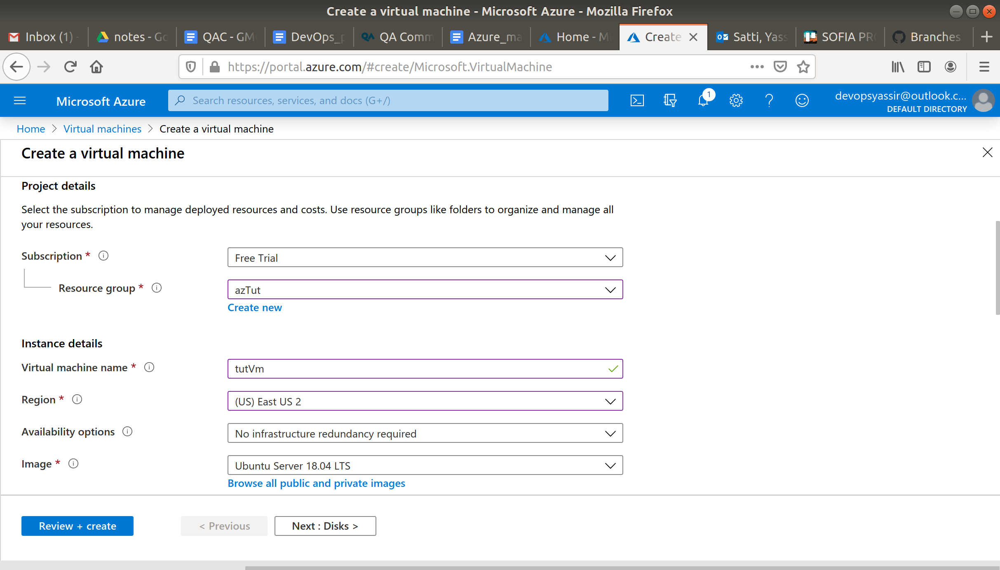 Create a virtual machine - Microsoft Azure - Mozilla Firefox
Inbox (1) -
notes - Go
QAC - GM
DevOps_p
QA Comm
Azure_ma
Home - Mi
Create
Satti, Yass
SOFIA PR
Branches
https://portal.azure.com/#create/Microsoft.VirtualMachine
Microsoft Azure
Search resources, services, and docs (G+/)
1
devopsyassir@outlook.c...
DEFAULT DIRECTORY
Home > Virtual machines > Create a virtual machine
Create a virtual machine
Project details
Select the subscription to manage deployed resources and costs. Use resource groups like folders to organize and manage all
your resources.
Subscription *
Free Trial
Resource group *
azTut
Create new
Instance details
Virtual machine name *
tutVm
Region *
(US) East US 2
Availability options
No infrastructure redundancy required
Image *
Ubuntu Server 18.04 LTS
Browse all public and private images
Review + create
< Previous
Next : Disks >